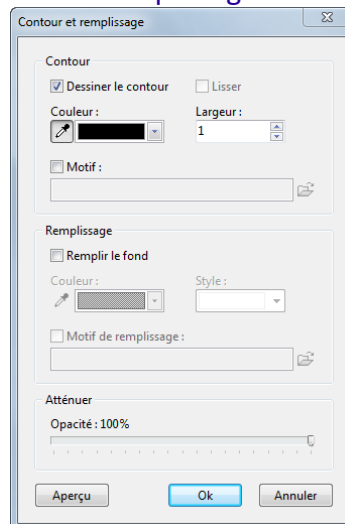 Contour et remplissage
Contour
Dessiner le contour
Lisser
Couleur :
Largeur :
1
Motif :
Remplissage
Remplir le fond
Couleur :
Style :
Motif de remplissage :
Atténuer
Opacité : 100%
Aperçu
Ok
Annuler